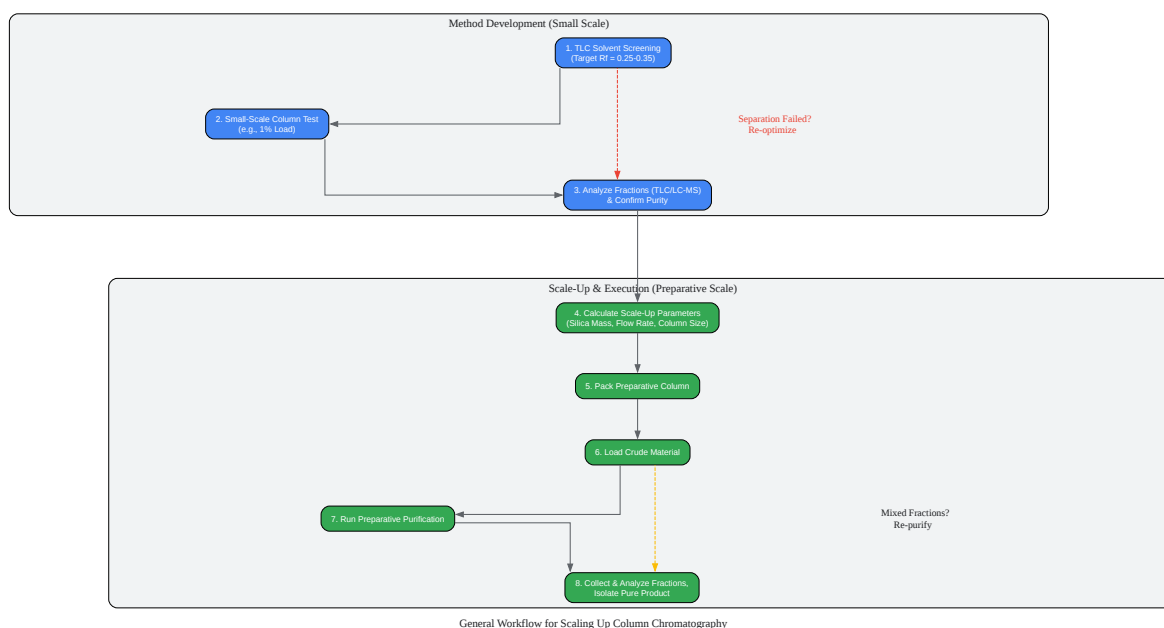 Method Development (Small Scale)
1. TLC Solvent Screening
(Target Rf = 0.25-0.35)
2. Small-Scale Column Test
(e.g., 1% Load)
Separation Failed?
Re-optimize
3. Analyze Fractions (TLC/LC-MS)
& Confirm Purity
Scale-Up & Execution (Preparative Scale)
4. Calculate Scale-Up Parameters
(Silica Mass, Flow Rate, Column Size)
5. Pack Preparative Column
6. Load Crude Material
7. Run Preparative Purification
Mixed Fractions?
Re-purify
8. Collect & Analyze Fractions,
Isolate Pure Product
General Workflow for Scaling Up Column Chromatography